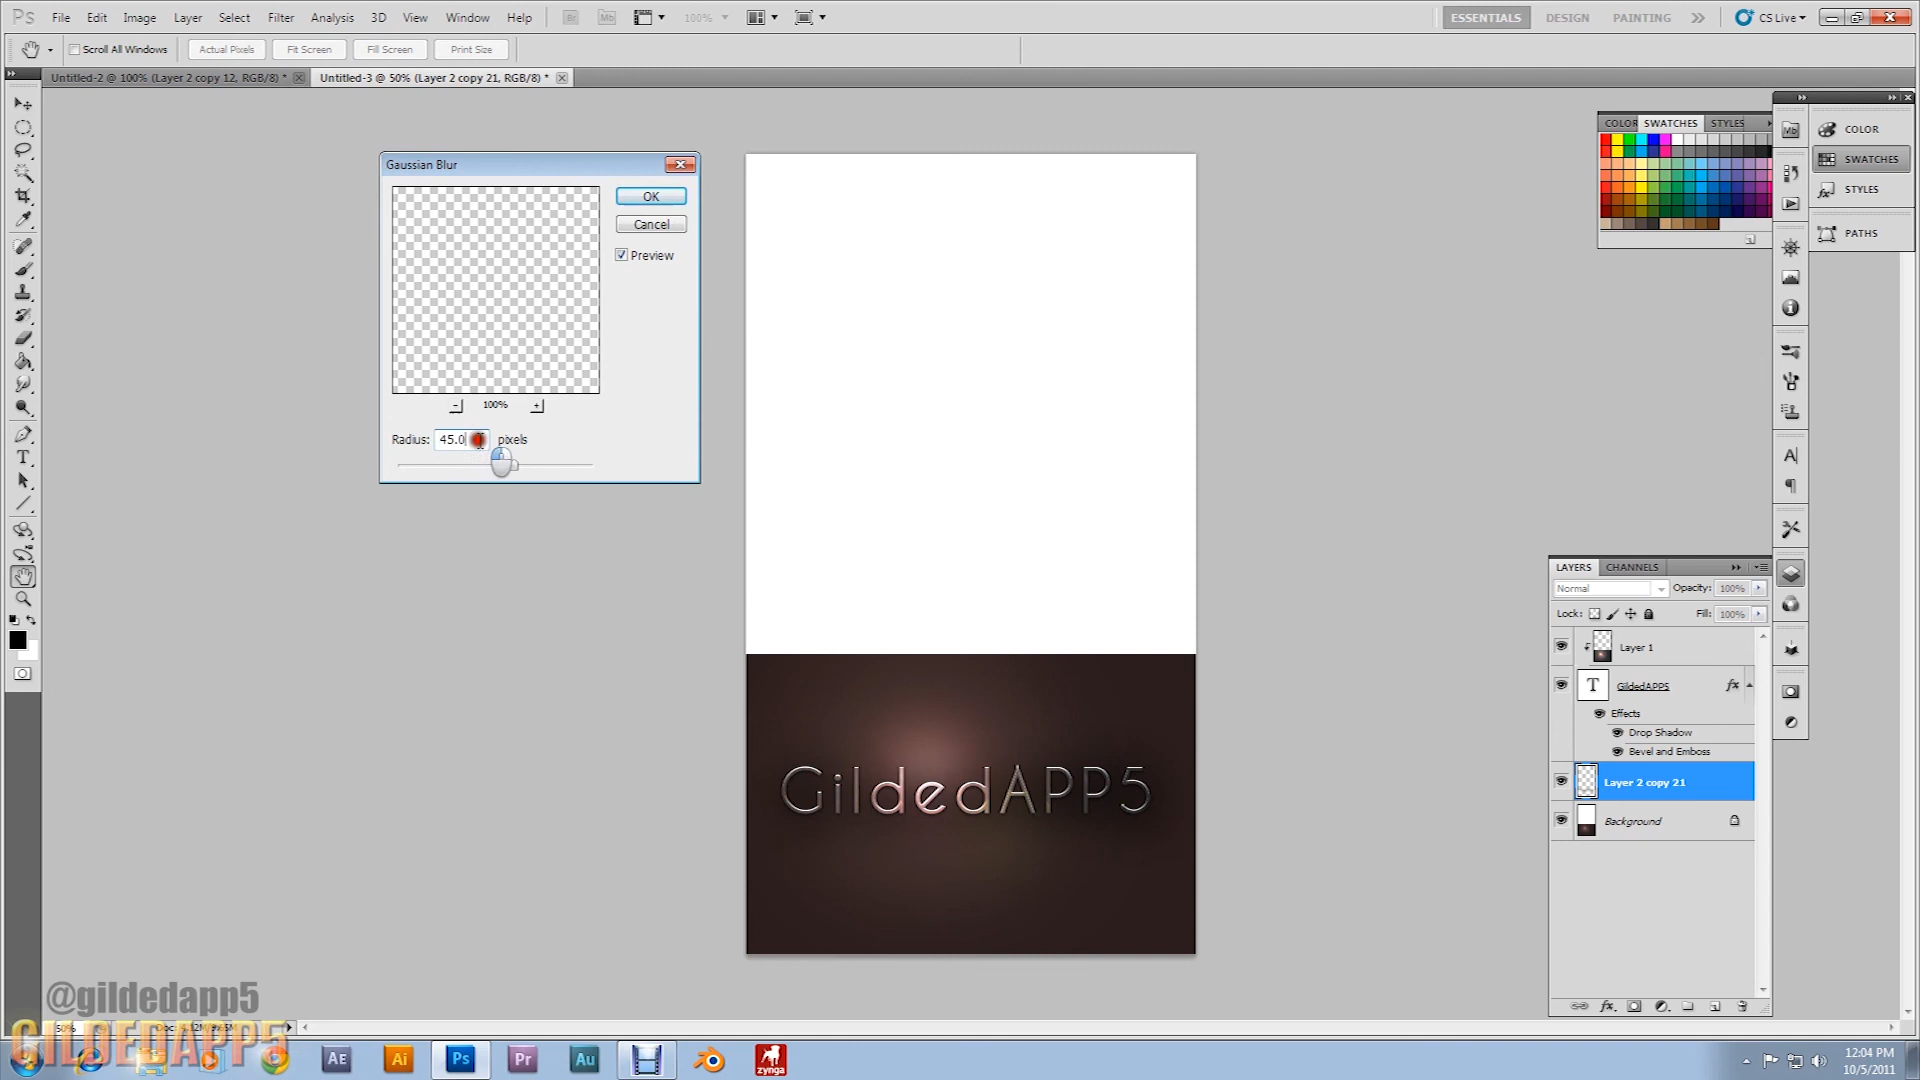 Ps File Edit Image Layer Select Filter Analysis 3D View Window Help Br Mb 100% ESSENTIALS DESIGN PAINTING CS Live
Scroll All Windows Actual Pixels Fit Screen Fill Screen Print Size
Untitled-2 @ 100% (Layer 2 copy 12, RGB/8) * Untitled-3 @ 50% (Layer 2 copy 21, RGB/8) *
Gaussian Blur
OK
Cancel
Preview
100%
Radius: 45.0 pixels
COLOR SWATCHES STYLES
Mb COLOR
SWATCHES
STYLES
PATHS
GildedAPP5
LAYERS CHANNELS
Normal Opacity: 100%
Lock: Fill: 100%
Layer 1
T GildedAPP5 fx
Effects
Drop Shadow
Bevel and Emboss
Layer 2 copy 21
Background
@gildedapp5
GILDEDAPP5
50%
AE Ai Ps Pr Au zynga
12:04 PM
10/5/2011